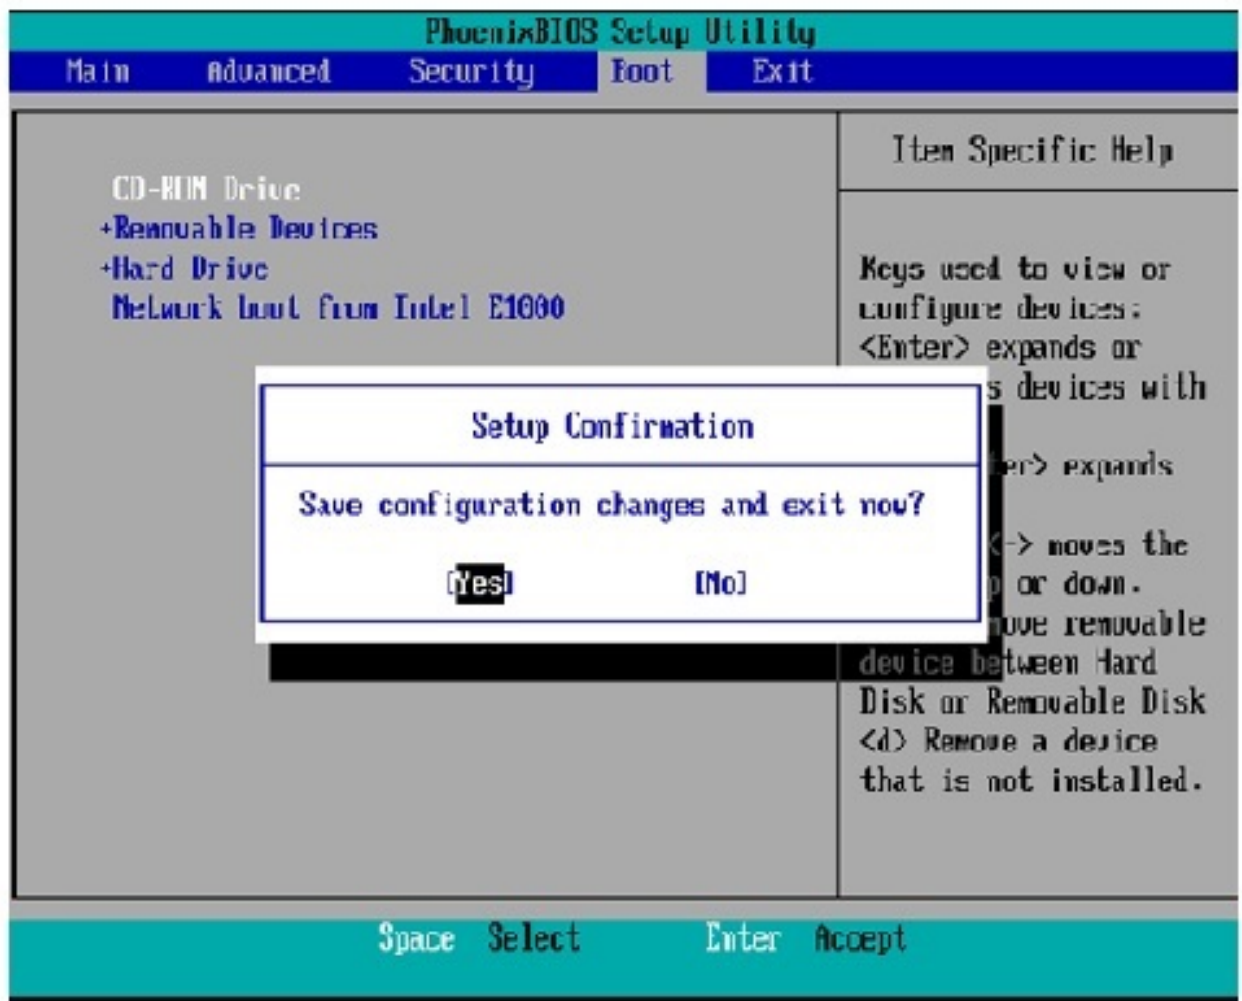 PhoenixBIOS Setup Utility
Main Advanced Security Boot Exit
CD-ROM Drive
+Removable Devices
+Hard Drive
Network boot from Intel E1000
Item Specific Help
Keys used to view or
configure devices:
<Enter> expands or
s devices with
er> expands
<-> moves the
p or down.
move removable
device between Hard
Disk or Removable Disk
<d> Remove a device
that is not installed.
Setup Confirmation
Save configuration changes and exit now?
[Yes] [No]
Space Select Enter Accept